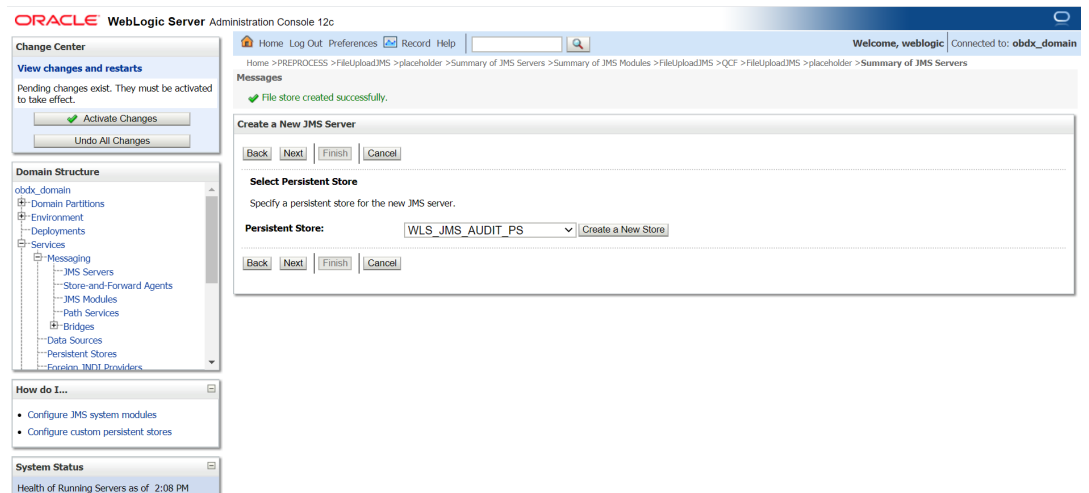 ORACLE WebLogic Server Administration Console 12c
Change Center
View changes and restarts
Pending changes exist. They must be activated
to take effect.
Activate Changes
Undo All Changes
Domain Structure
obdx_domain
Domain Partitions
Environment
Deployments
Services
Messaging
JMS Servers
Store-and-Forward Agents
JMS Modules
Path Services
Bridges
Data Sources
Persistent Stores
Foreign JNDI Providers
How do I...
Configure JMS system modules
Configure custom persistent stores
System Status
Health of Running Servers as of 2:08 PM
Home Log Out Preferences Record Help
Welcome, weblogic Connected to: obdx_domain
Home >PREPROCESS >FileUploadJMS >placeholder >Summary of JMS Servers >Summary of JMS Modules >FileUploadJMS >QCF >FileUploadJMS >placeholder >Summary of JMS Servers
Messages
File store created successfully.
Create a New JMS Server
Back Next Finish Cancel
Select Persistent Store
Specify a persistent store for the new JMS server.
Persistent Store: WLS_JMS_AUDIT_PS Create a New Store
Back Next Finish Cancel